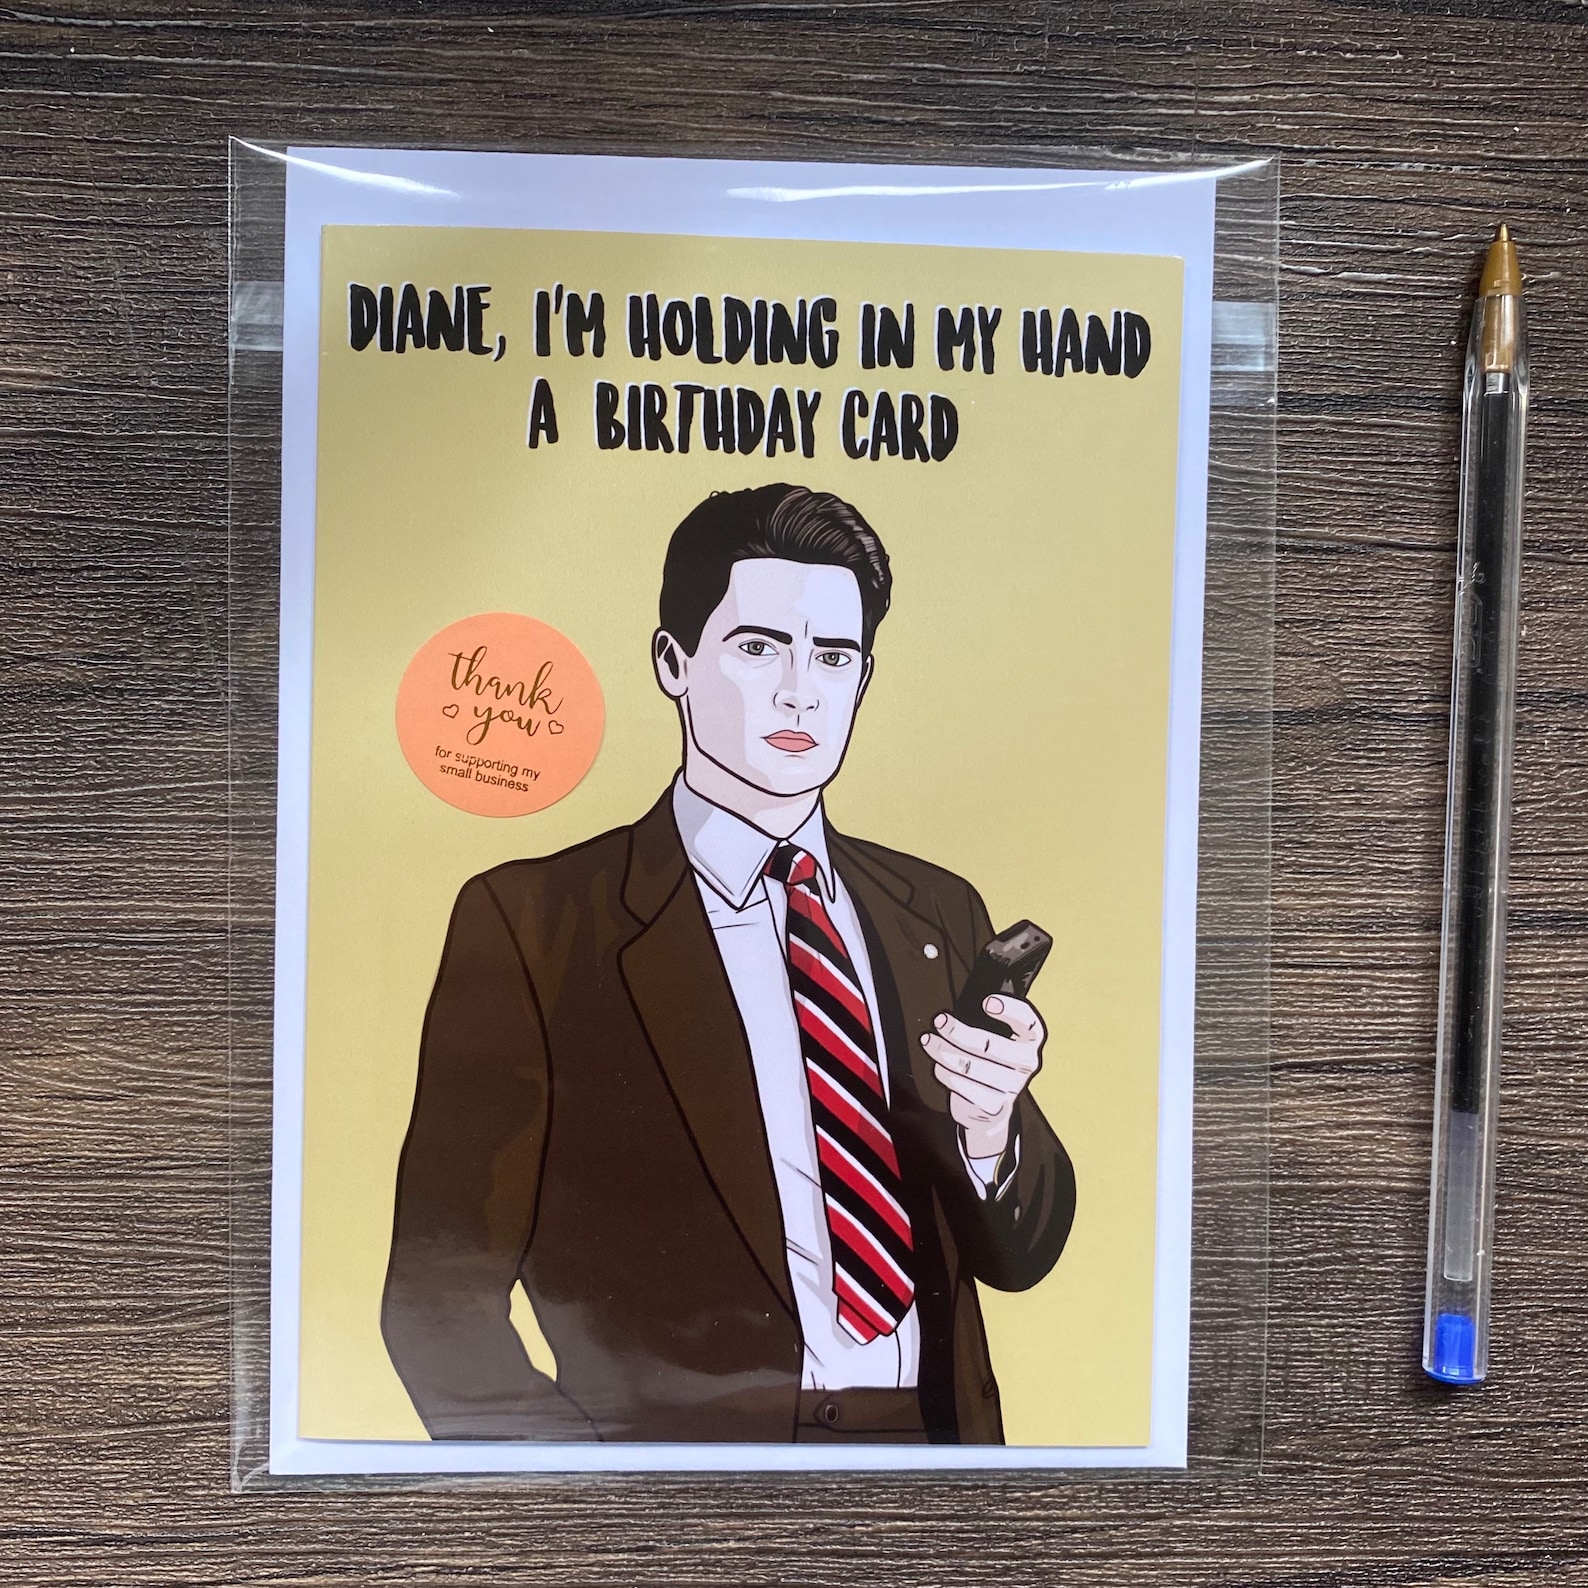 DIANE, I'M HOLDING IN MY HAND
A BIRTHDAY CARD
thank
you
for supporting my
small business